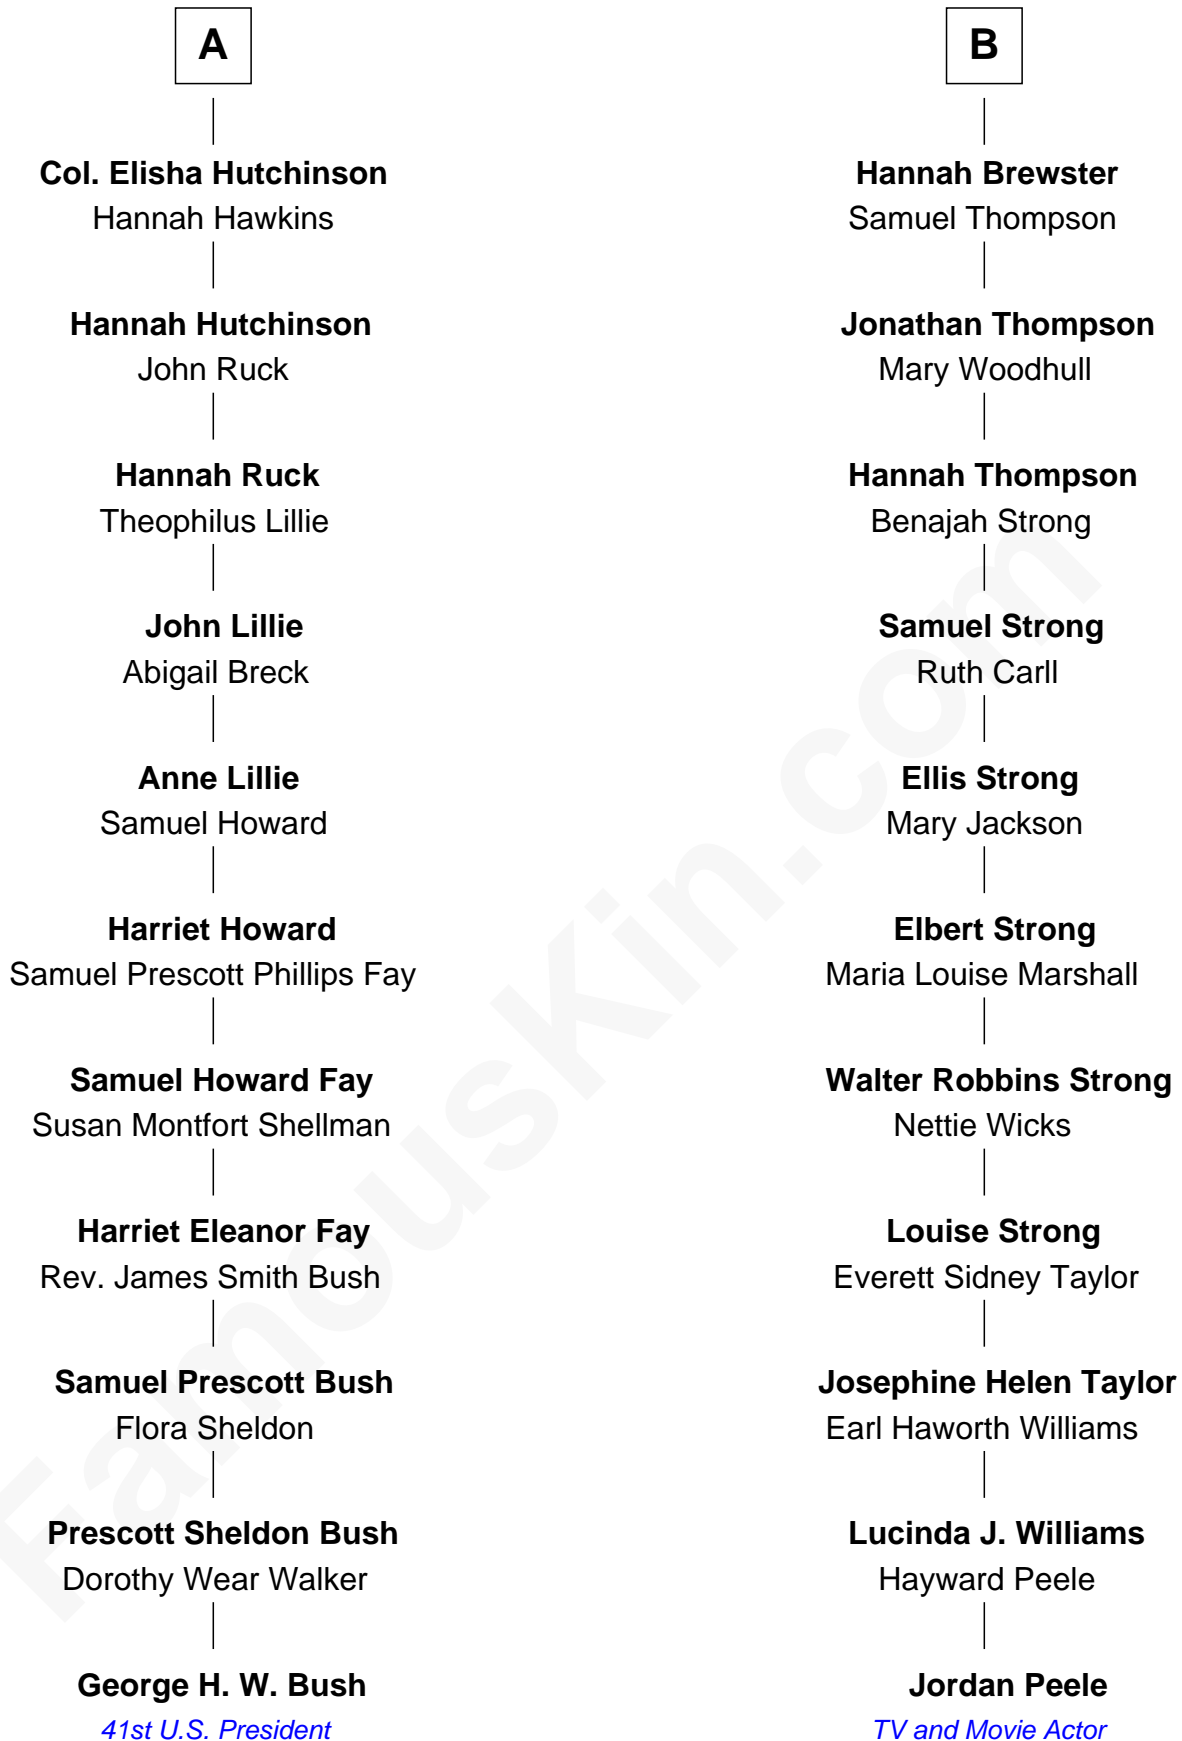 A
Col. Elisha Hutchinson
Hannah Hawkins
Hannah Hutchinson
John Ruck
Hannah Ruck
Theophilus Lillie
John Lillie
Abigail Breck
Anne Lillie
Samuel Howard
Harriet Howard
Samuel Prescott Phillips Fay
Samuel Howard Fay
Susan Montfort Shellman
Harriet Eleanor Fay
Rev. James Smith Bush
Samuel Prescott Bush
Flora Sheldon
Prescott Sheldon Bush
Dorothy Wear Walker
George H. W. Bush
41st U.S. President
B
Hannah Brewster
Samuel Thompson
Jonathan Thompson
Mary Woodhull
Hannah Thompson
Benajah Strong
Samuel Strong
Ruth Carll
Ellis Strong
Mary Jackson
Elbert Strong
Maria Louise Marshall
Walter Robbins Strong
Nettie Wicks
Louise Strong
Everett Sidney Taylor
Josephine Helen Taylor
Earl Haworth Williams
Lucinda J. Williams
Hayward Peele
Jordan Peele
TV and Movie Actor
FamousKin.com